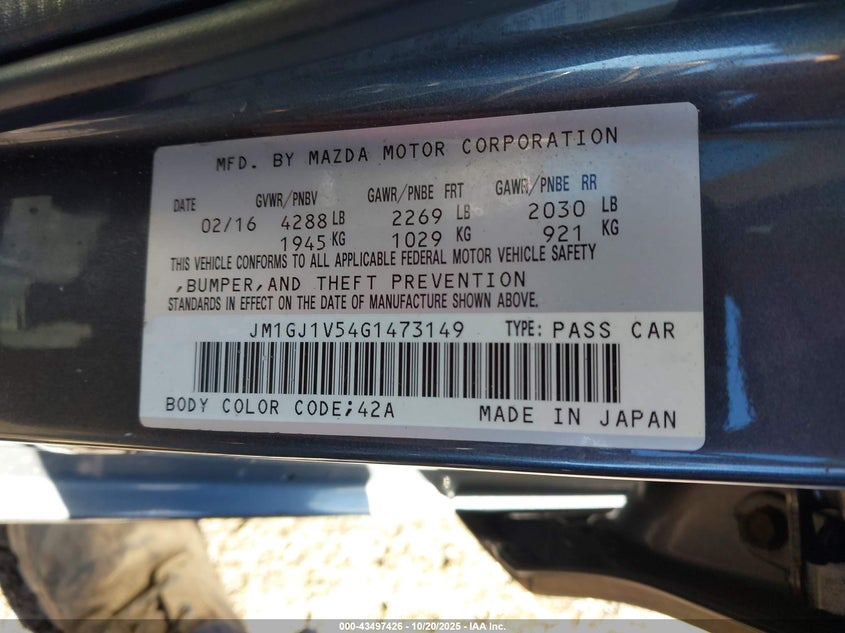 MFD. BY MAZDA MOTOR CORPORATION
DATE GVWR/PNBV GAWR/PNBE FRT GAWR/PNBE RR
02/16 4288 LB 2269 LB 2030 LB
1945 KG 1029 KG 921 KG
THIS VEHICLE CONFORMS TO ALL APPLICABLE FEDERAL MOTOR VEHICLE SAFETY
,BUMPER,AND THEFT PREVENTION
STANDARDS IN EFFECT ON THE DATE OF MANUFACTURE SHOWN ABOVE.
JM1GJ1V54G1473149 TYPE: PASS CAR
BODY COLOR CODE;42A MADE IN JAPAN
000-43497426 - 10/20/2025 - IAA Inc.